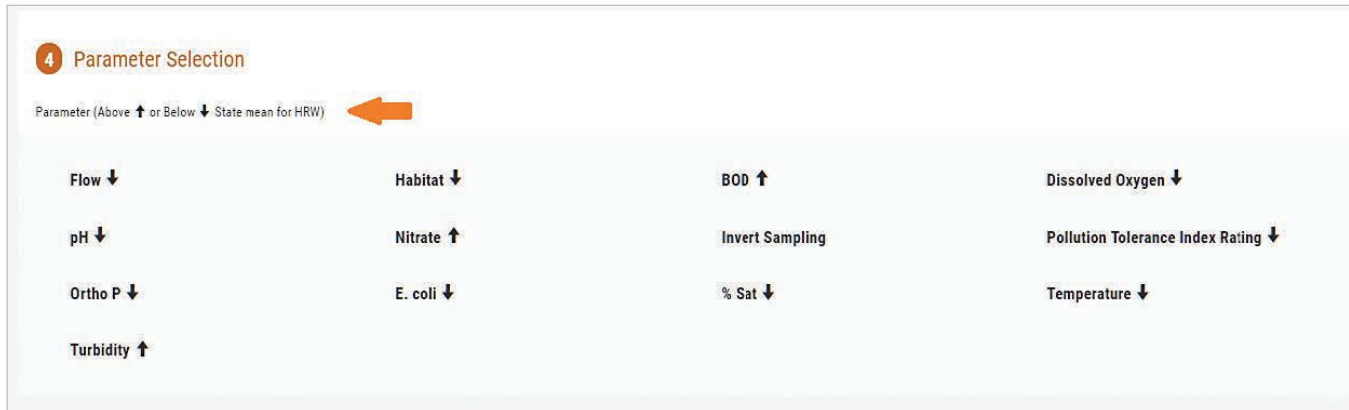 4 Parameter Selection
Parameter (Above ↑ or Below ↓ State mean for HRW)
Flow ↓ Habitat ↓ BOD ↑ Dissolved Oxygen ↓
pH ↓ Nitrate ↑ Invert Sampling Pollution Tolerance Index Rating ↓
Ortho P ↓ E. coli ↓ % Sat ↓ Temperature ↓
Turbidity ↑